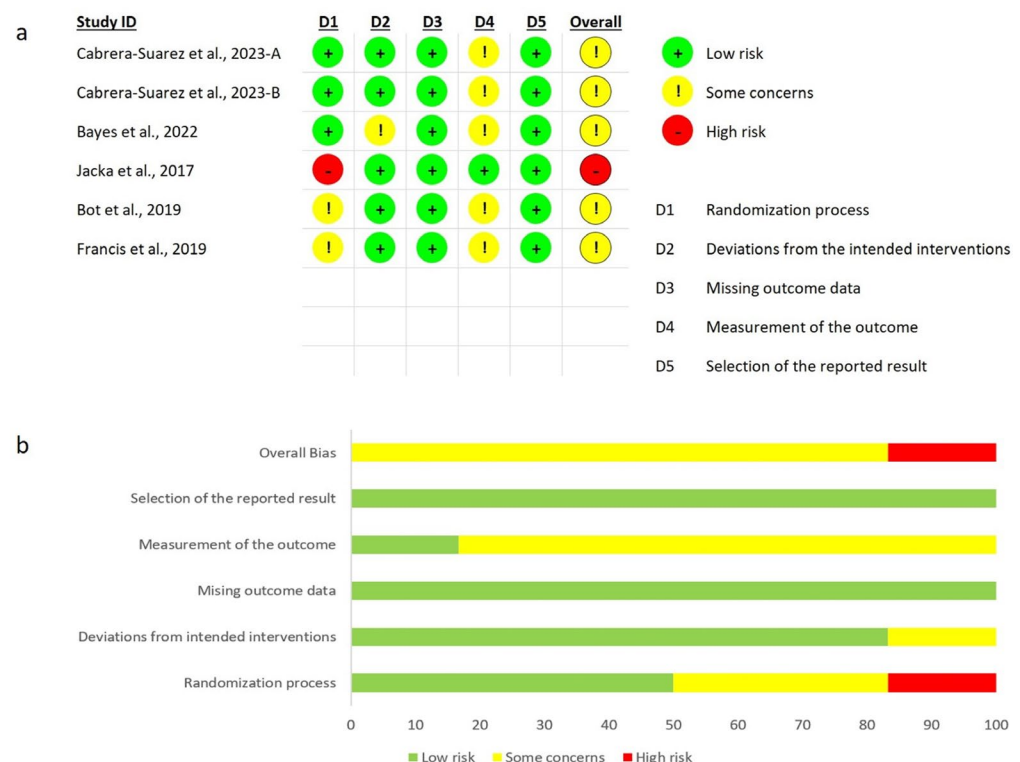 a
Study ID D1 D2 D3 D4 D5 Overall
Cabrera-Suarez et al., 2023-A + + + ! + !
Cabrera-Suarez et al., 2023-B + + + ! + !
Bayes et al., 2022 + ! + ! + !
Jacka et al., 2017 - + + + + -
Bot et al., 2019 ! + + ! + !
Francis et al., 2019 ! + + ! + !
+ Low risk
! Some concerns
- High risk
D1 Randomization process
D2 Deviations from the intended interventions
D3 Missing outcome data
D4 Measurement of the outcome
D5 Selection of the reported result
b
Overall Bias
Selection of the reported result
Measurement of the outcome
Mising outcome data
Deviations from intended interventions
Randomization process
0 10 20 30 40 50 60 70 80 90 100
Low risk Some concerns High risk